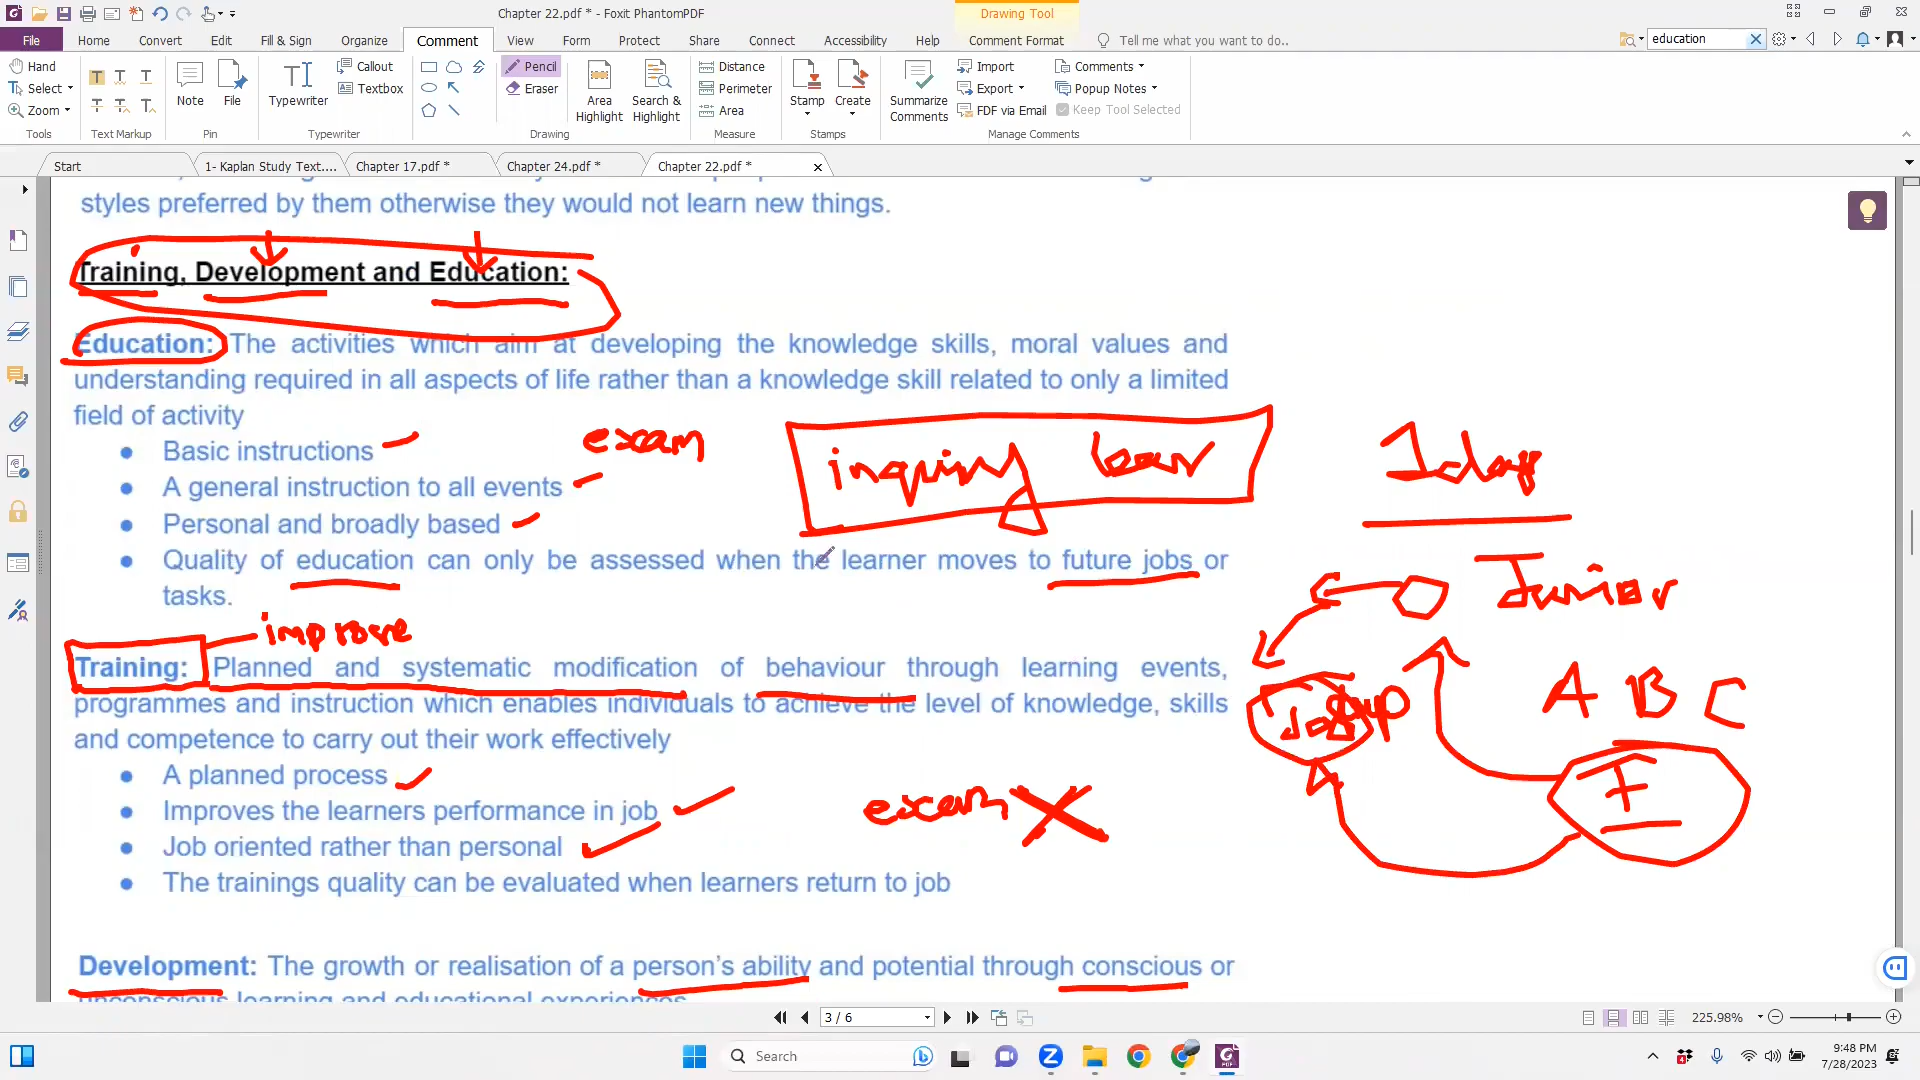 Chapter 22.pdf * - Foxit PhantomPDF
Drawing Tool
File Home Convert Edit Fill & Sign Organize Comment View Form Protect Share Connect Accessibility Help Comment Format Tell me what you want to do.. education
Hand
Select
Zoom
Tools
Text Markup
Note
File
Pin
Typewriter
Callout
Textbox
Typewriter
Pencil
Eraser
Area Highlight
Search & Highlight
Drawing
Distance
Perimeter
Area
Measure
Stamp
Create
Stamps
Summarize Comments
Import
Export
FDF via Email
Comments
Popup Notes
Keep Tool Selected
Manage Comments
Start 1- Kaplan Study Text.... Chapter 17.pdf * Chapter 24.pdf * Chapter 22.pdf *
styles preferred by them otherwise they would not learn new things.
Training, Development and Education:
Education: The activities which aim at developing the knowledge skills, moral values and
understanding required in all aspects of life rather than a knowledge skill related to only a limited
field of activity
• Basic instructions
exam
inquiry
1day
• A general instruction to all events
• Personal and broadly based
• Quality of education can only be assessed when the learner moves to future jobs or
tasks.
Junior
improve
Training: Planned and systematic modification of behaviour through learning events,
programmes and instruction which enables individuals to achieve the level of knowledge, skills
and competence to carry out their work effectively
A B C
• A planned process
• Improves the learners performance in job
exam
• Job oriented rather than personal
• The trainings quality can be evaluated when learners return to job
Development: The growth or realisation of a person's ability and potential through conscious or
unconscious learning and educational experiences
3 / 6
225.98%
Search
9:48 PM
7/28/2023